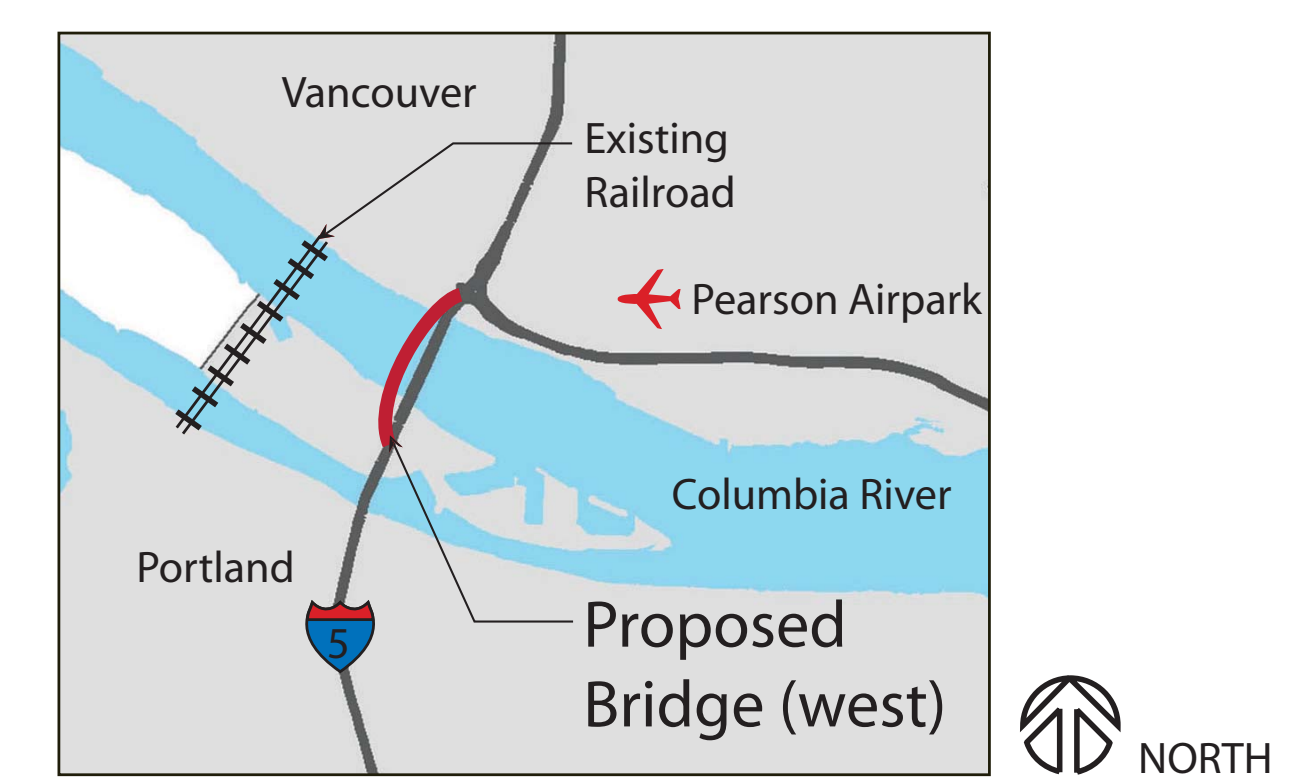 Vancouver
Existing
Railroad
Pearson Airpark
Columbia River
Portland
5
Proposed
Bridge (west)
NORTH